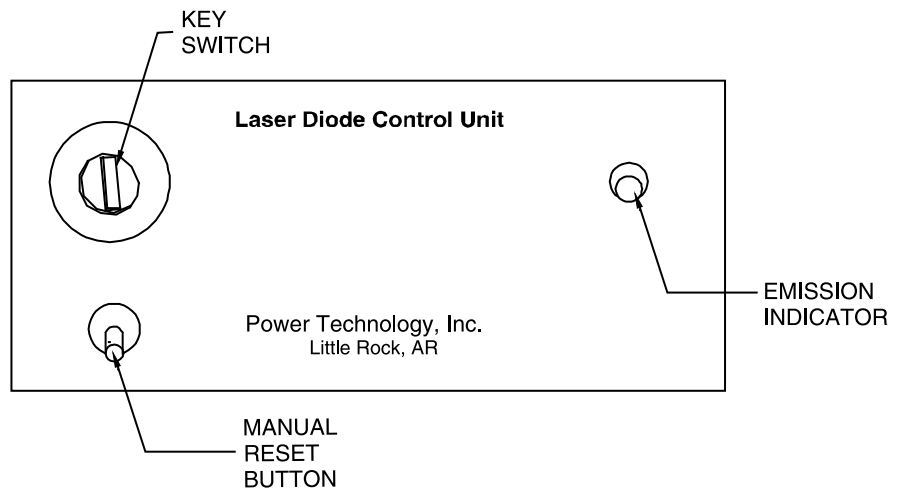 KEY
SWITCH
Laser Diode Control Unit
EMISSION
INDICATOR
Power Technology, Inc.
Little Rock, AR
MANUAL
RESET
BUTTON